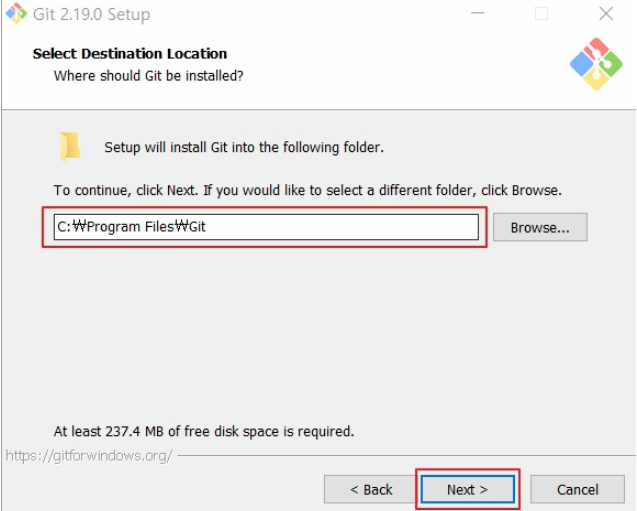 Git 2.19.0 Setup
Select Destination Location
Where should Git be installed?
Setup will install Git into the following folder.
To continue, click Next. If you would like to select a different folder, click Browse.
C:₩Program Files₩Git
Browse...
At least 237.4 MB of free disk space is required.
https://gitforwindows.org/
< Back
Next >
Cancel